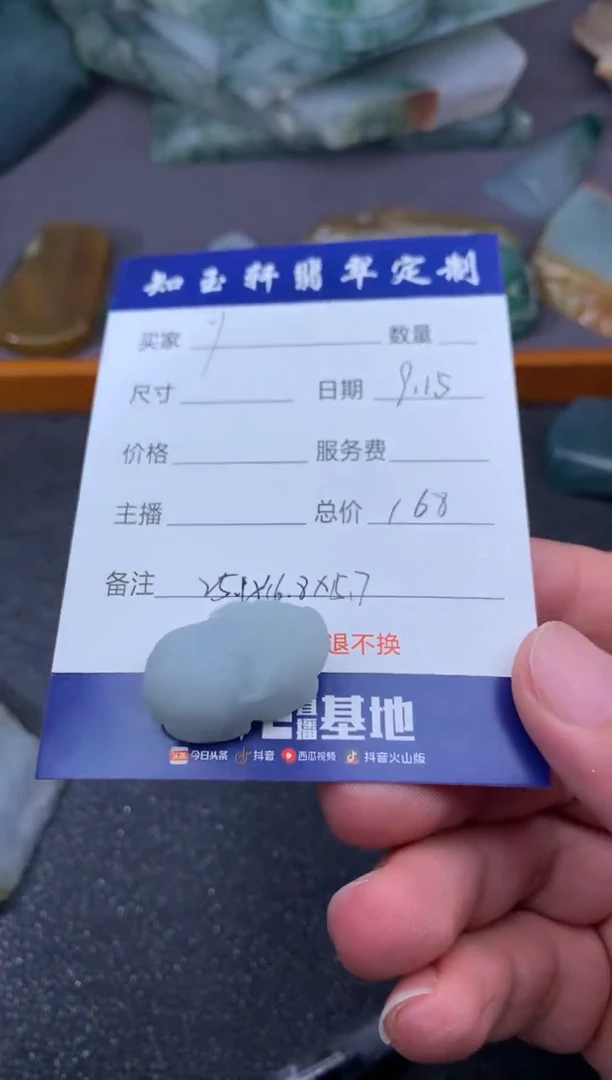 知玉轩翡翠定制
买家 数量
尺寸 日期 9.15
价格 服务费
主播 总价 168
备注 25.1x16.8x15.7
退不换
直播基地
今日头条 抖音 西瓜视频 抖音火山版